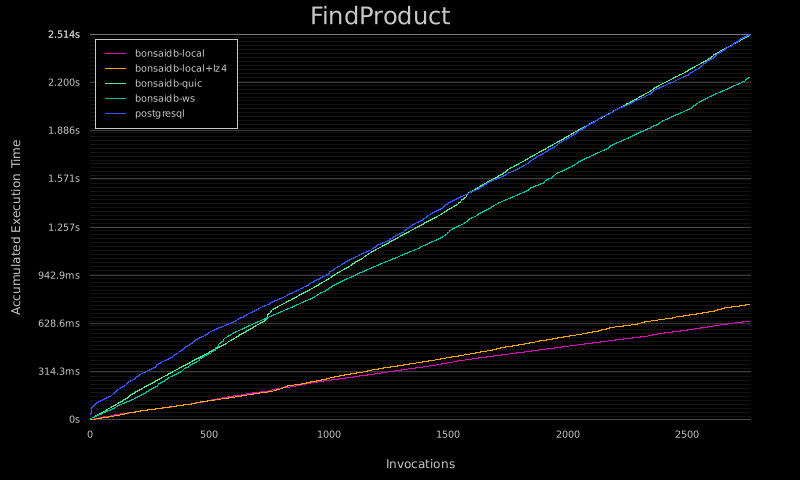 FindProduct
2.514s
2.200s
1.886s
1.571s
1.257s
942.9ms
628.6ms
314.3ms
0s
bonsaidb-local
bonsaidb-local+lz4
bonsaidb-quic
bonsaidb-ws
postgresql
Accumulated Execution Time
0
500
1000
1500
2000
2500
Invocations